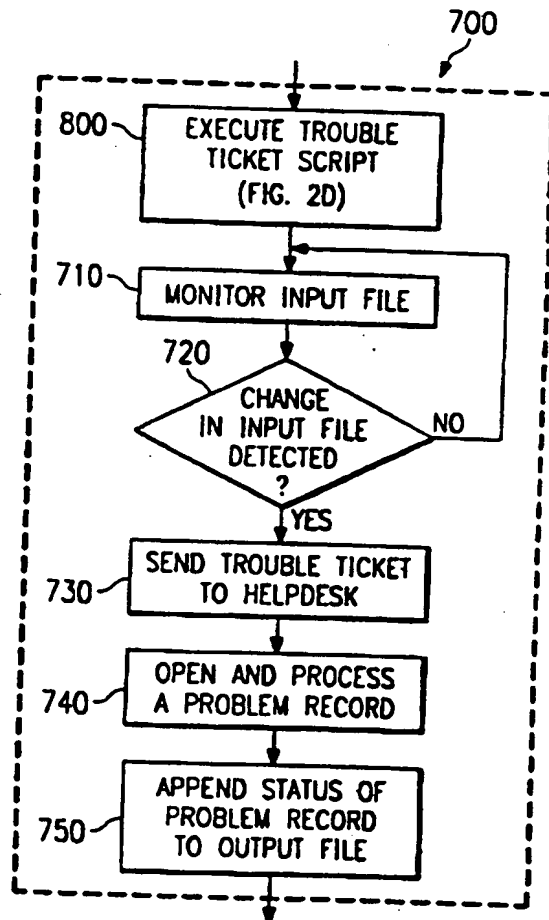 700
800
EXECUTE TROUBLE
TICKET SCRIPT
(FIG. 2D)
710
MONITOR INPUT FILE
720
CHANGE
IN INPUT FILE
DETECTED
?
NO
YES
730
SEND TROUBLE TICKET
TO HELPDESK
740
OPEN AND PROCESS
A PROBLEM RECORD
750
APPEND STATUS OF
PROBLEM RECORD
TO OUTPUT FILE